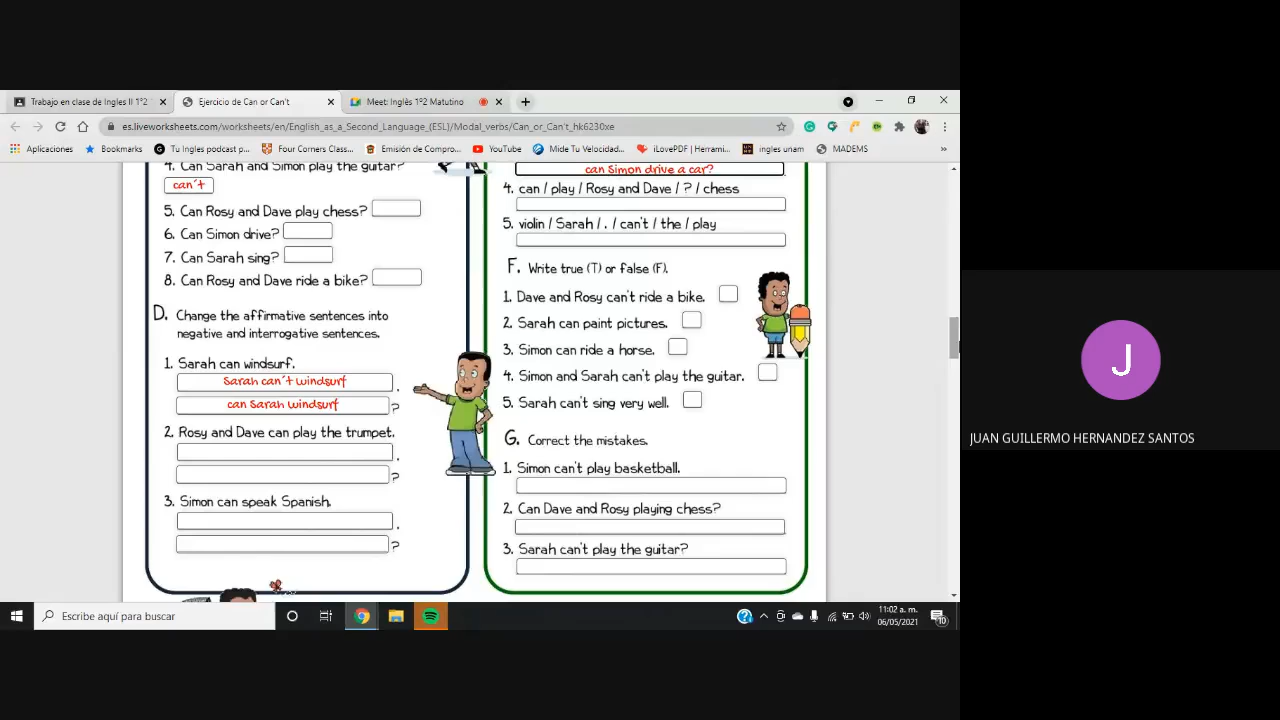 Trabajo en clase de Ingles II 1°2
Ejercicio de Can or Can't
Meet: Inglês 1º2 Matutino
es.liveworksheets.com/worksheets/en/English_as_a_Second_Language_(ESL)/Modal_verbs/Can_or_Can't_hk6230xe
Aplicaciones
Bookmarks
Tu Ingles podcast -...
Four Corners Class...
Emisión de Compro...
YouTube
Mide Tu Velocidad...
iLovePDF | Herrami...
ingles unam
MADEMS
4. Can Sarah and Simon play the guitar?
can't
5. Can Rosy and Dave play chess?
6. Can Simon drive?
7. Can Sarah sing?
8. Can Rosy and Dave ride a bike?
D. Change the affirmative sentences into
negative and interrogative sentences.
1. Sarah can windsurf.
Sarah can't windsurf .
can Sarah windsurf ?
2. Rosy and Dave can play the trumpet.
.
?
3. Simon can speak Spanish.
.
?
can Simon drive a car?
4. can / play / Rosy and Dave / ? / chess
5. violin / Sarah / . / can't / the / play
F. Write true (T) or false (F).
1. Dave and Rosy can't ride a bike.
2. Sarah can paint pictures.
3. Simon can ride a horse.
4. Simon and Sarah can't play the guitar.
5. Sarah can't sing very well.
G. Correct the mistakes.
1. Simon can't play basketball.
2. Can Dave and Rosy playing chess?
3. Sarah can't play the guitar?
J
JUAN GUILLERMO HERNANDEZ SANTOS
Escribe aquí para buscar
11:02 a. m.
06/05/2021
10